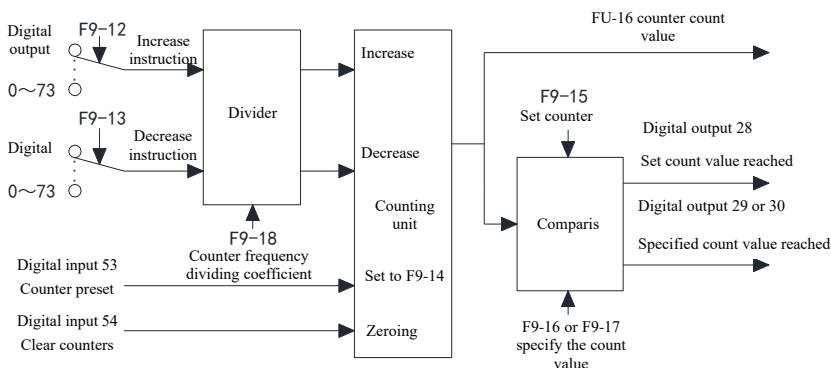 Digital
output
F9-12
0～73
Increase
instruction
F9-13
Digital
0～73
Decrease
instruction
Divider
F9-18
Counter frequency
dividing coefficient
Digital input 53
Counter preset
Digital input 54
Clear counters
Increase
Decrease
Counting
unit
Set to F9-14
Zeroing
FU-16 counter count
value
F9-15
Set counter
Comparis
F9-16 or F9-17
specify the count
value
Digital output 28
Set count value reached
Digital output 29 or 30
Specified count value reached